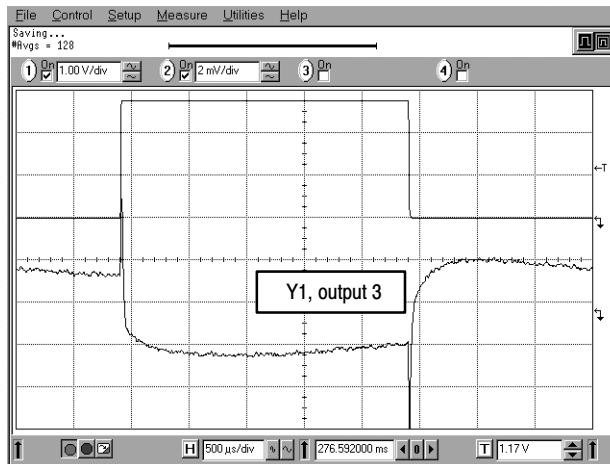 File Control Setup Measure Utilities Help
Saving...
#Avgs = 128
1 On 1.00 V/div 2 On 2 mV/div 3 On 4 On
T
Y1, output 3
H 500 µs/div 276.592000 ms 0 T 1.17 V